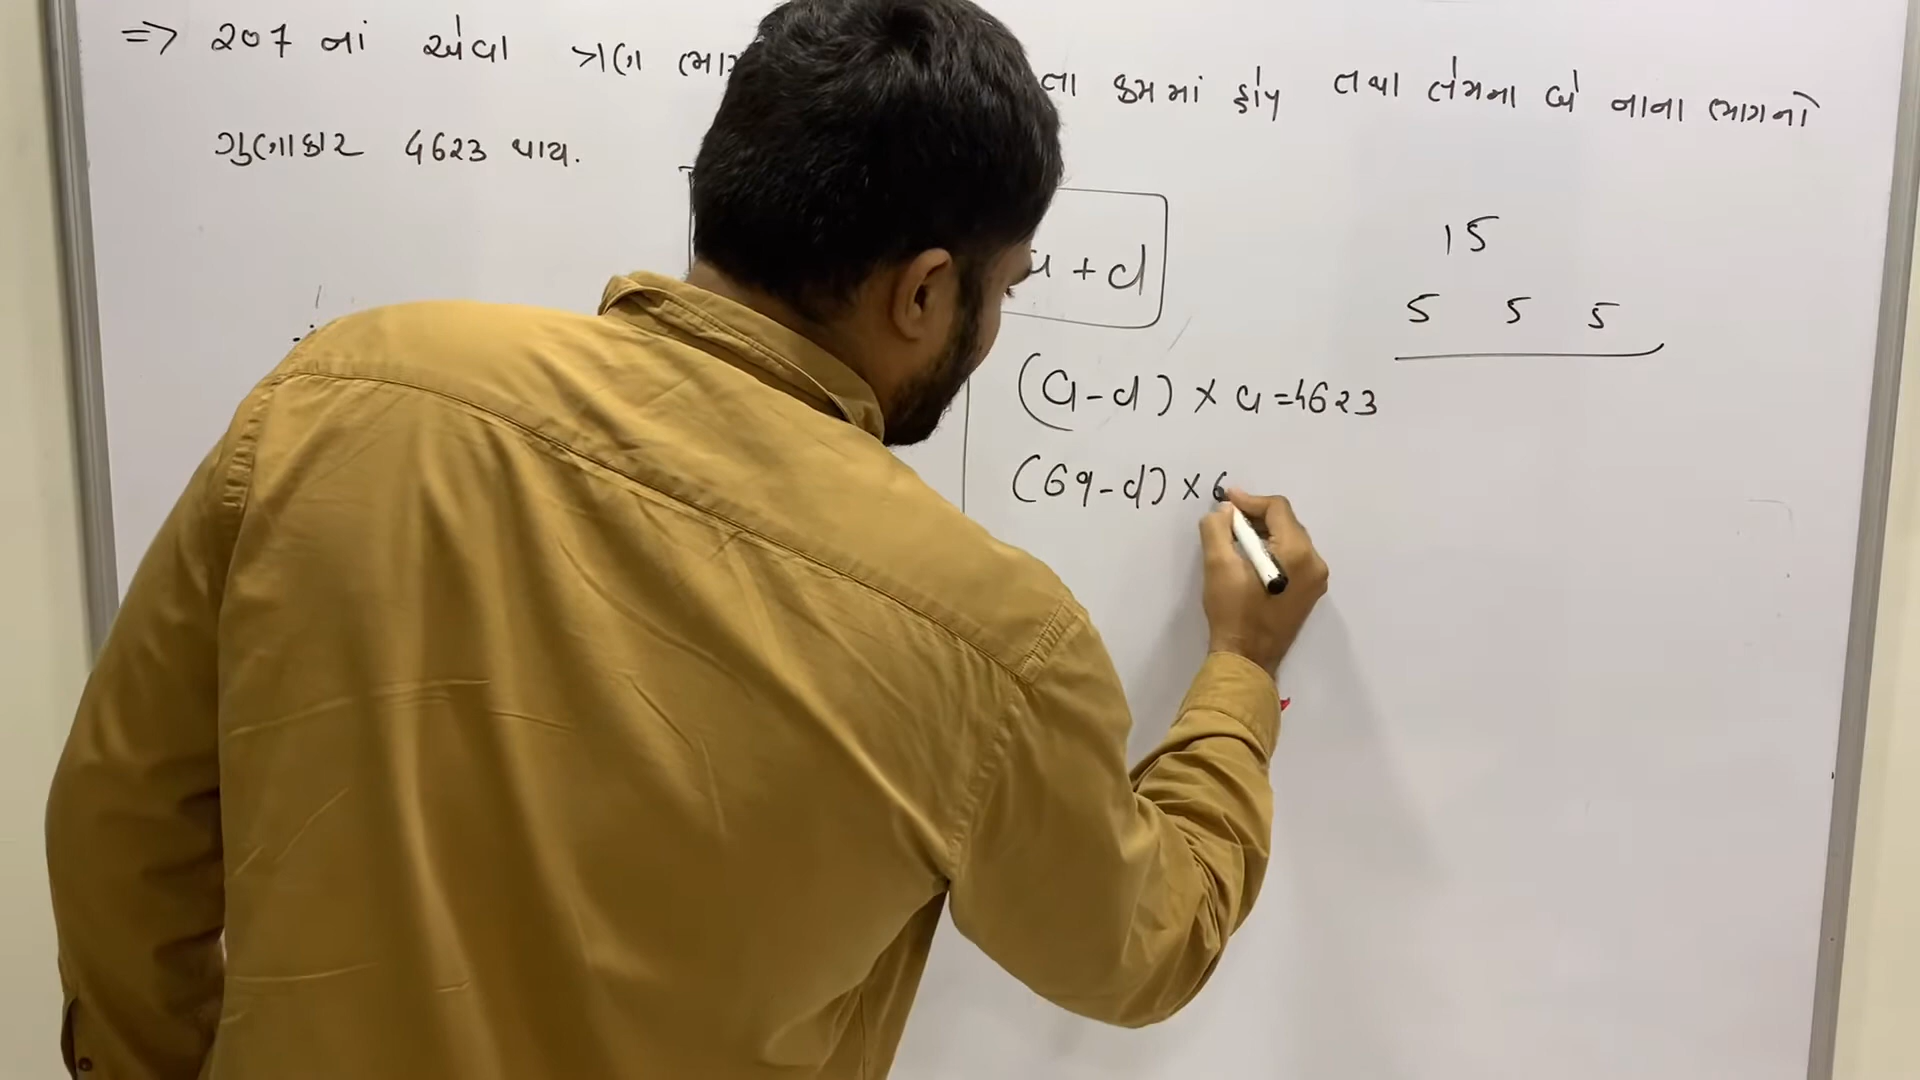 => 207 નાં એવા ત્રણ ના ક્રમમાં હોય તથા તેમના બે નાના ભાગનો
ગુણાકાર 4623 થાય.
+ d
15
5 5 5
(a-d) × a = 4623
(69-d) × 6